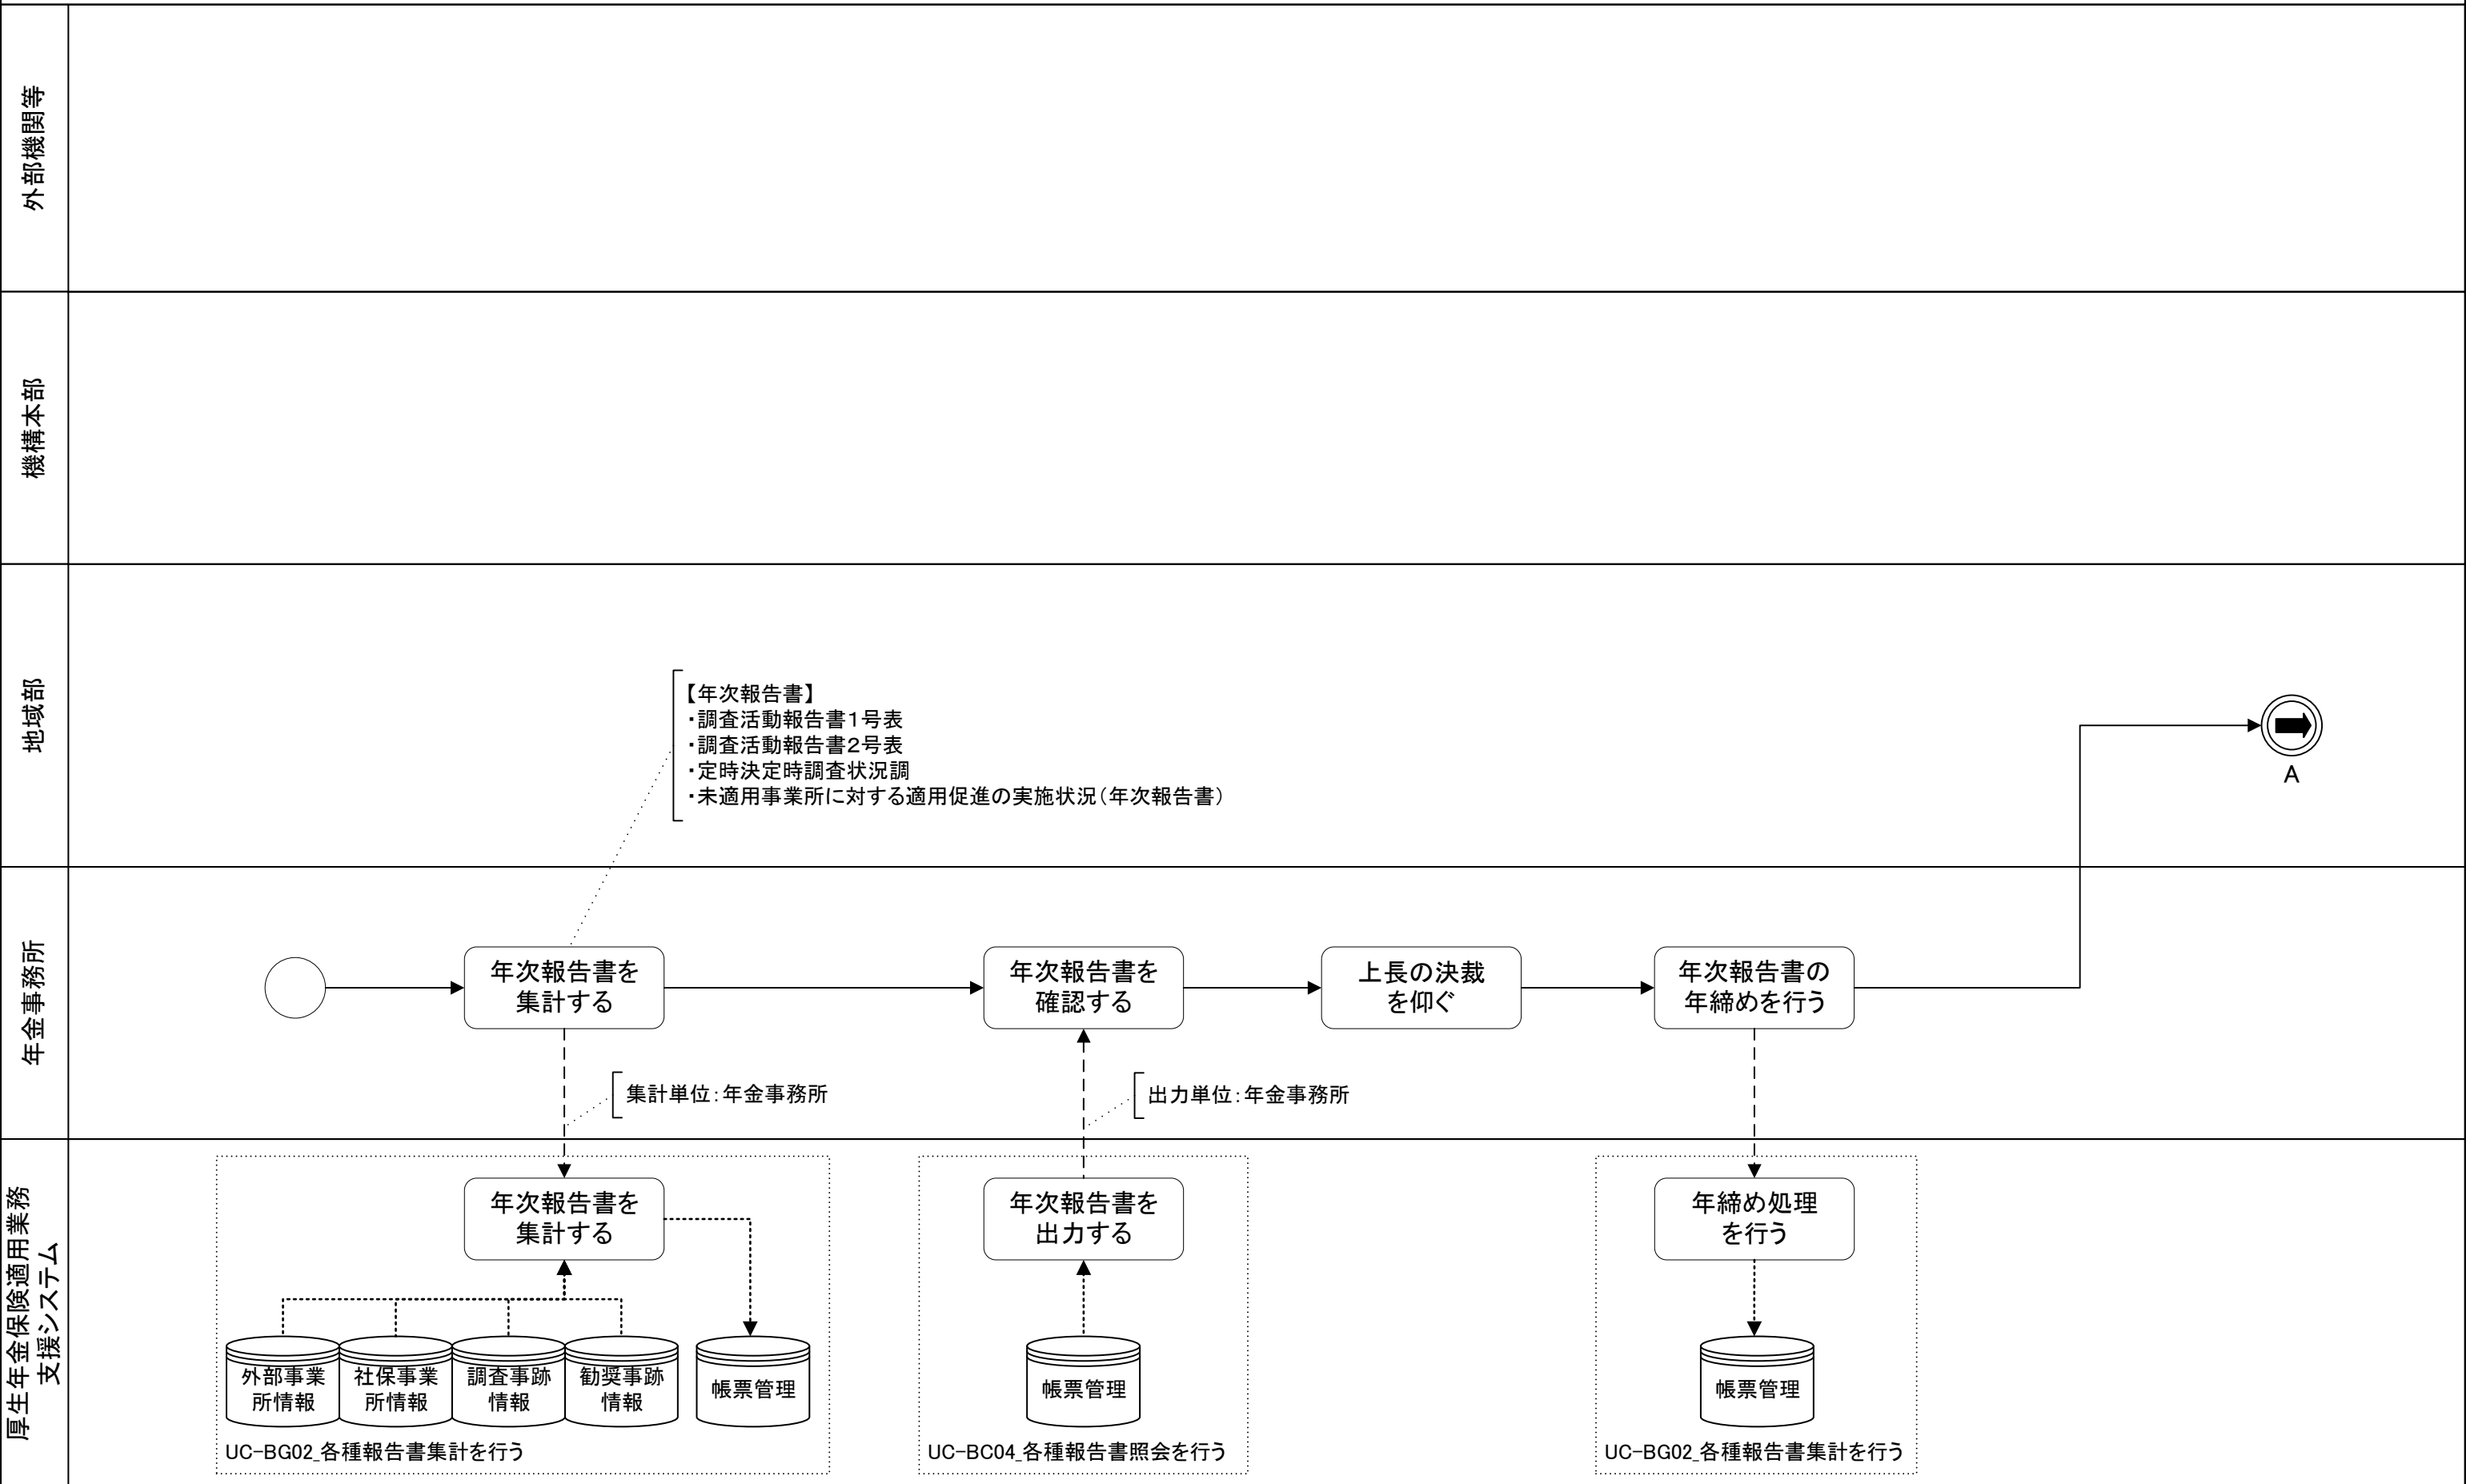 外部機関等
機構本部
地域部
【年次報告書】
・調査活動報告書1号表
・調査活動報告書2号表
・定時決定時調査状況調
・未適用事業所に対する適用促進の実施状況（年次報告書）
A
年金事務所
年次報告書を
集計する
年次報告書を
確認する
上長の決裁
を仰ぐ
年次報告書の
年締めを行う
集計単位：年金事務所
出力単位：年金事務所
厚生年金保険適用業務
支援システム
年次報告書を
集計する
外部事業
所情報
社保事業
所情報
調査事跡
情報
勧奨事跡
情報
帳票管理
UC-BG02_各種報告書集計を行う
年次報告書を
出力する
帳票管理
UC-BC04_各種報告書照会を行う
年締め処理
を行う
帳票管理
UC-BG02_各種報告書集計を行う